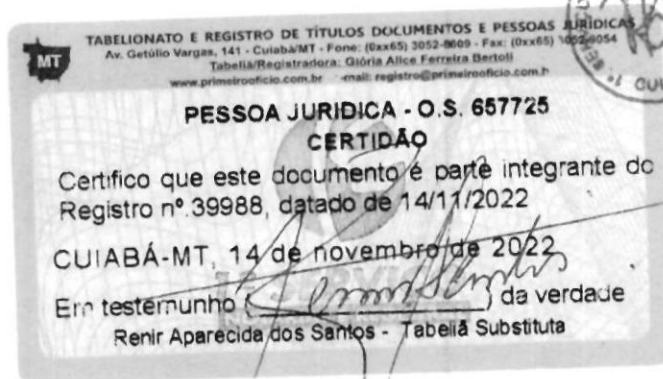 TABELIONATO E REGISTRO DE TÍTULOS DOCUMENTOS E PESSOAS JURÍDICAS
Av. Getúlio Vargas, 141 - Cuiabá/MT - Fone: (0xx65) 3052-8609 - Fax: (0xx65) 3052-8054
MT
Tabeliã/Registradora: Glória Alice Ferreira Bertoli
www.primeirooficio.com.br -mail: registro@primeirooficio.com.b
PESSOA JURIDICA - O.S. 657725
CERTIDÃO
Certifico que este documento é parte integrante do
Registro nº.39988, datado de 14/11/2022
CUIABÁ-MT, 14 de novembro de 2022
Em testemunho ( ) da verdade
Renir Aparecida dos Santos - Tabeliã Substituta